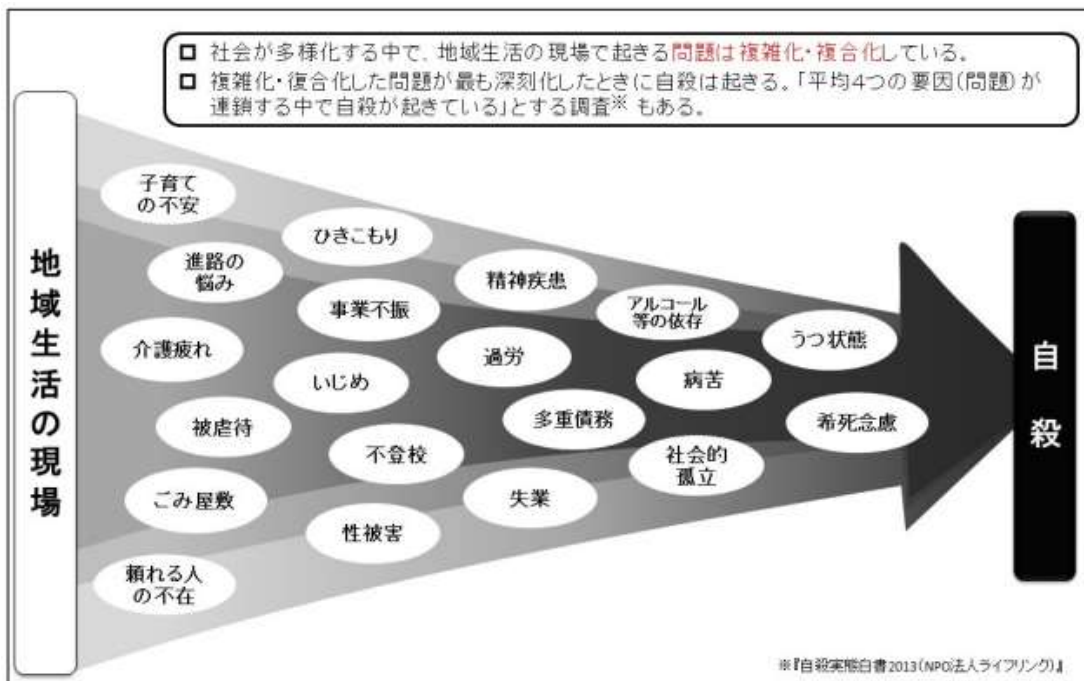 □ 社会が多様化する中で、地域生活の現場で起きる問題は複雑化・複合化している。
□ 複雑化・復合化した問題が最も深刻化したときに自殺は起きる。「平均4つの要因(問題)が
連鎖する中で自殺が起きている」とする調査※ もある。
地域生活の現場
子育て
の不安
進路の
悩み
介護疲れ
被虐待
ごみ屋敷
頼れる人
の不在
ひきこもり
事業不振
いじめ
不登校
性被害
精神疾患
過労
多重債務
失業
アルコール
等の依存
病苦
社会的
孤立
うつ状態
希死念慮
自殺
※『自殺実態白書2013(NPO法人ライフリンク)』